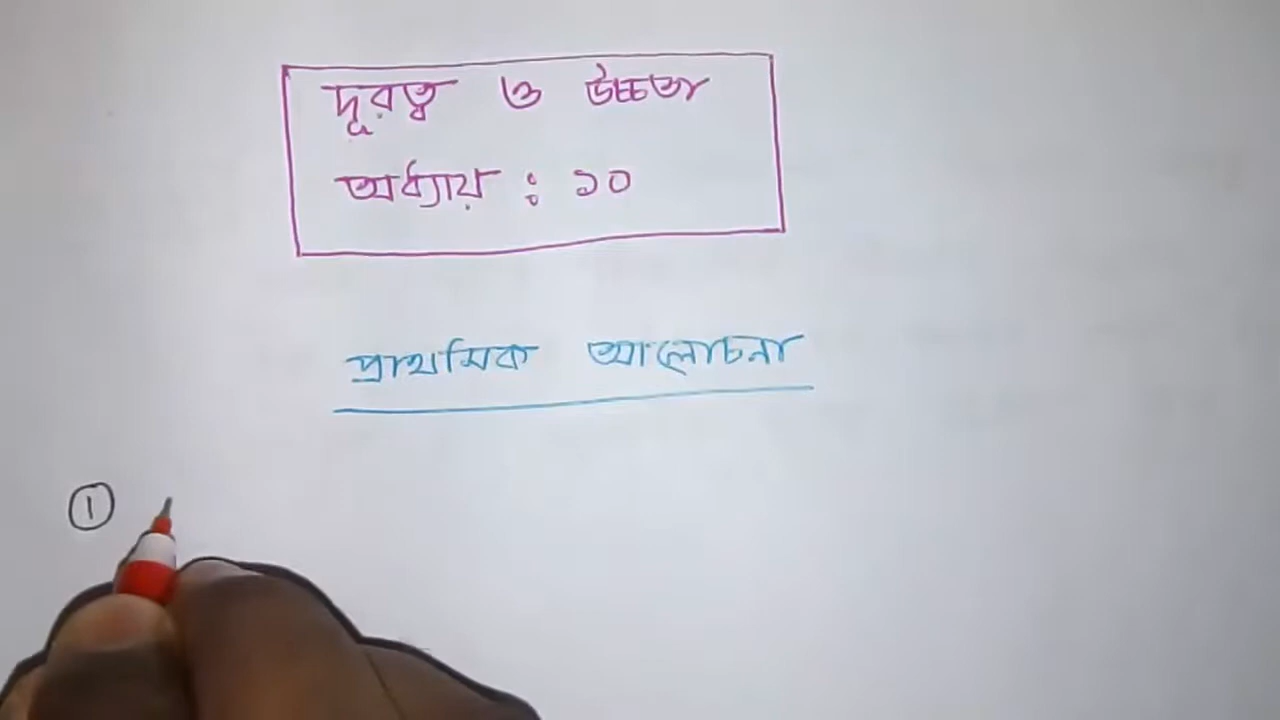 দূরত্ব ও উচ্চতা
অধ্যায় : ১০
প্রাথমিক আলোচনা
①